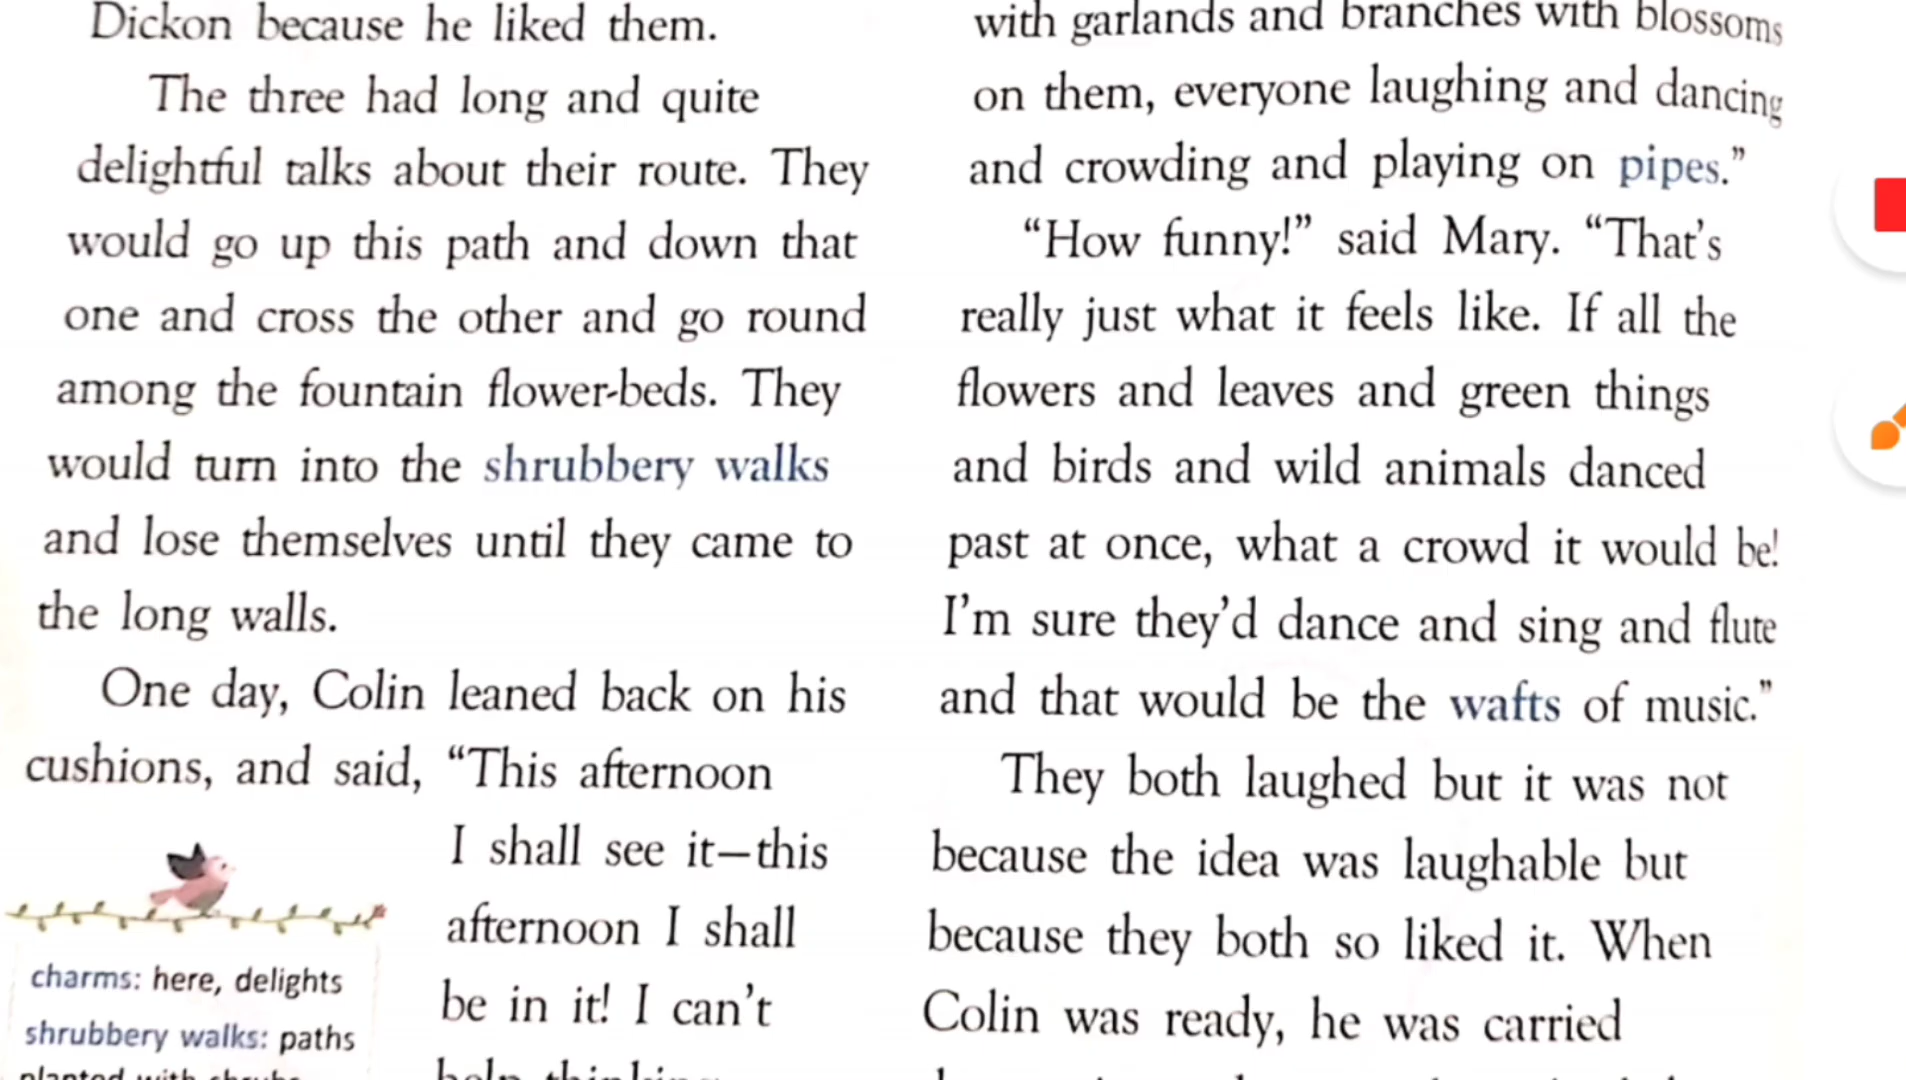 Dickon because he liked them.
The three had long and quite
delightful talks about their route. They
would go up this path and down that
one and cross the other and go round
among the fountain flower-beds. They
would turn into the shrubbery walks
and lose themselves until they came to
the long walls.
One day, Colin leaned back on his
cushions, and said, “This afternoon
I shall see it—this
afternoon I shall
be in it! I can’t
help thinking
charms: here, delights
shrubbery walks: paths
planted with shrubs
with garlands and branches with blossoms
on them, everyone laughing and dancing
and crowding and playing on pipes.”
“How funny!” said Mary. “That’s
really just what it feels like. If all the
flowers and leaves and green things
and birds and wild animals danced
past at once, what a crowd it would be!
I’m sure they’d dance and sing and flute
and that would be the wafts of music.”
They both laughed but it was not
because the idea was laughable but
because they both so liked it. When
Colin was ready, he was carried